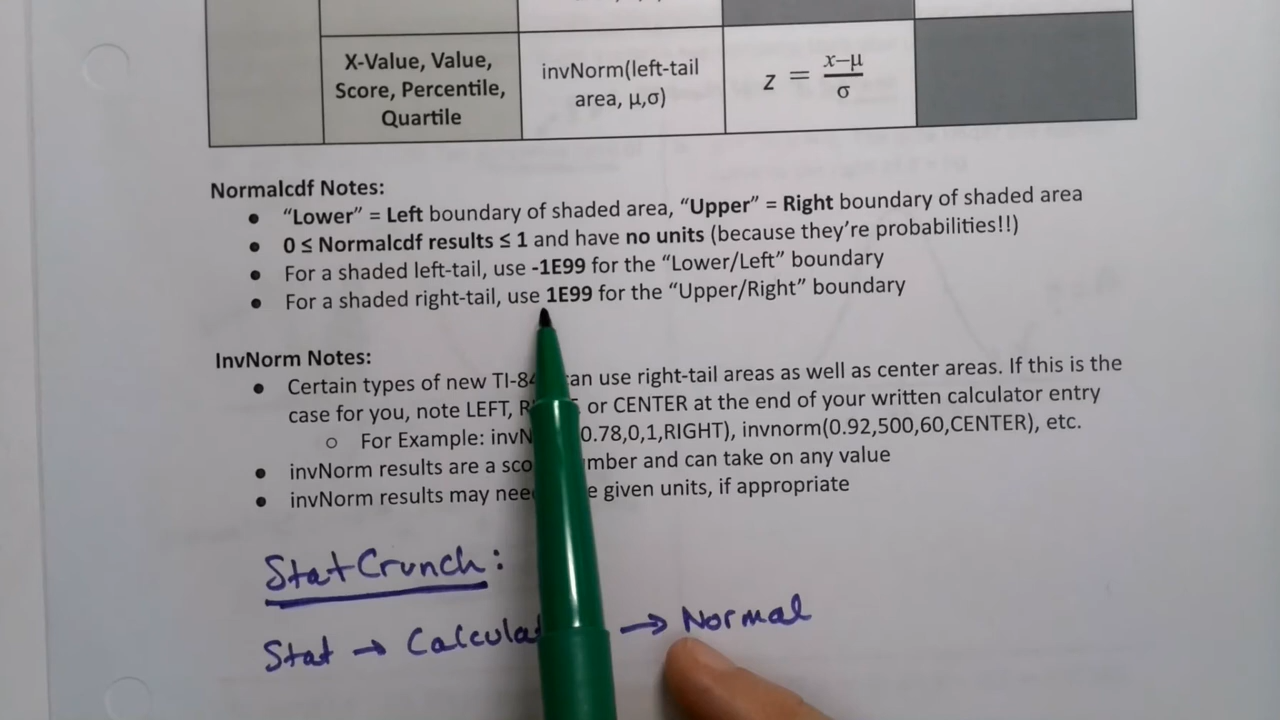 X-Value, Value,
Score, Percentile,
Quartile
invNorm(left-tail
area, μ,σ)
z = x−μ / σ
Normalcdf Notes:
● “Lower” = Left boundary of shaded area, “Upper” = Right boundary of shaded area
● 0 ≤ Normalcdf results ≤ 1 and have no units (because they’re probabilities!!)
● For a shaded left-tail, use -1E99 for the “Lower/Left” boundary
● For a shaded right-tail, use 1E99 for the “Upper/Right” boundary
InvNorm Notes:
● Certain types of new TI-84 can use right-tail areas as well as center areas. If this is the
case for you, note LEFT, or CENTER at the end of your written calculator entry
○ For Example: 0.78,0,1,RIGHT), invnorm(0.92,500,60,CENTER), etc.
● invNorm results are a and can take on any value
● invNorm results may given units, if appropriate
StatCrunch:
Stat → → Normal